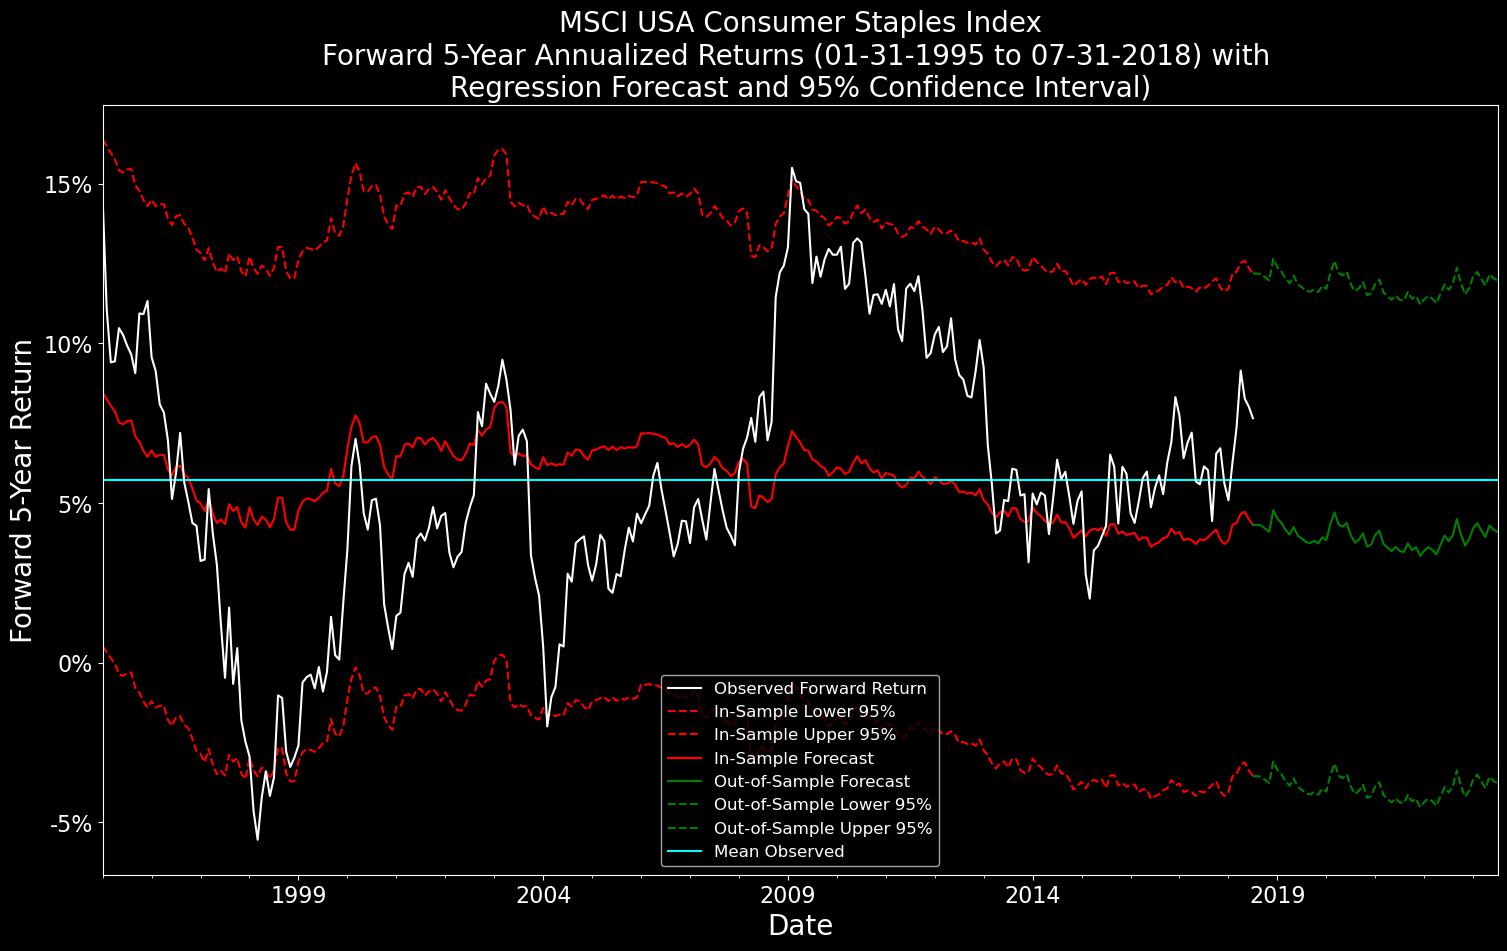 MSCI USA Consumer Staples Index
Forward 5-Year Annualized Returns (01-31-1995 to 07-31-2018) with
Regression Forecast and 95% Confidence Interval)
Forward 5-Year Return
15%
10%
5%
0%
-5%
Observed Forward Return
In-Sample Lower 95%
In-Sample Upper 95%
In-Sample Forecast
Out-of-Sample Forecast
Out-of-Sample Lower 95%
Out-of-Sample Upper 95%
Mean Observed
1999
2004
2009
2014
2019
Date